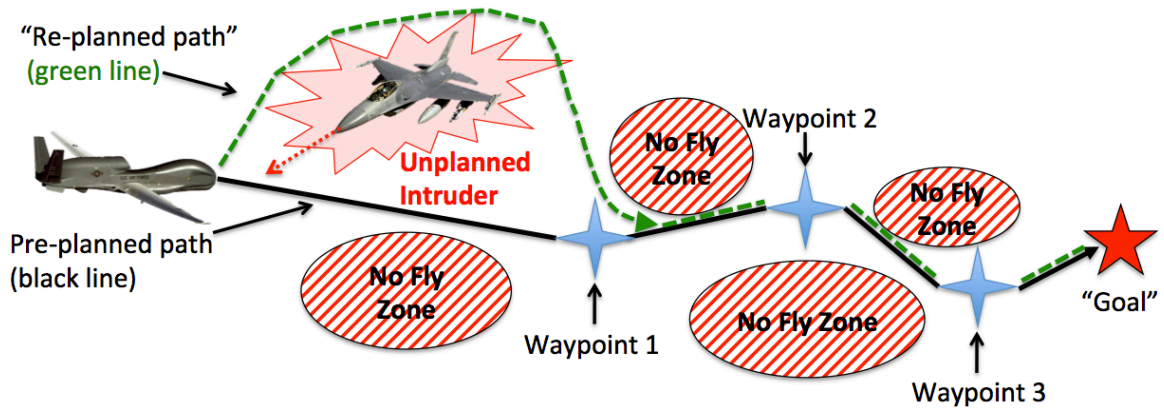 “Re-planned path”
(green line)
Unplanned
Intruder
Pre-planned path
(black line)
No Fly
Zone
Waypoint 1
No Fly
Zone
Waypoint 2
No Fly Zone
No Fly
Zone
Waypoint 3
“Goal”